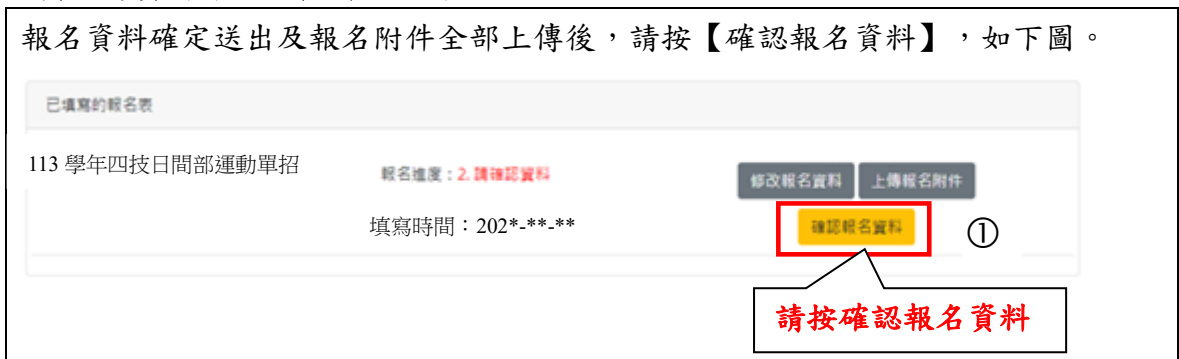 報名資料確定送出及報名附件全部上傳後，請按【確認報名資料】，如下圖。
已填寫的報名表
113 學年四技日間部運動單招
報名進度：2. 請確認資料
修改報名資料 上傳報名附件
填寫時間：202*-**-**
確認報名資料 ①
請按確認報名資料